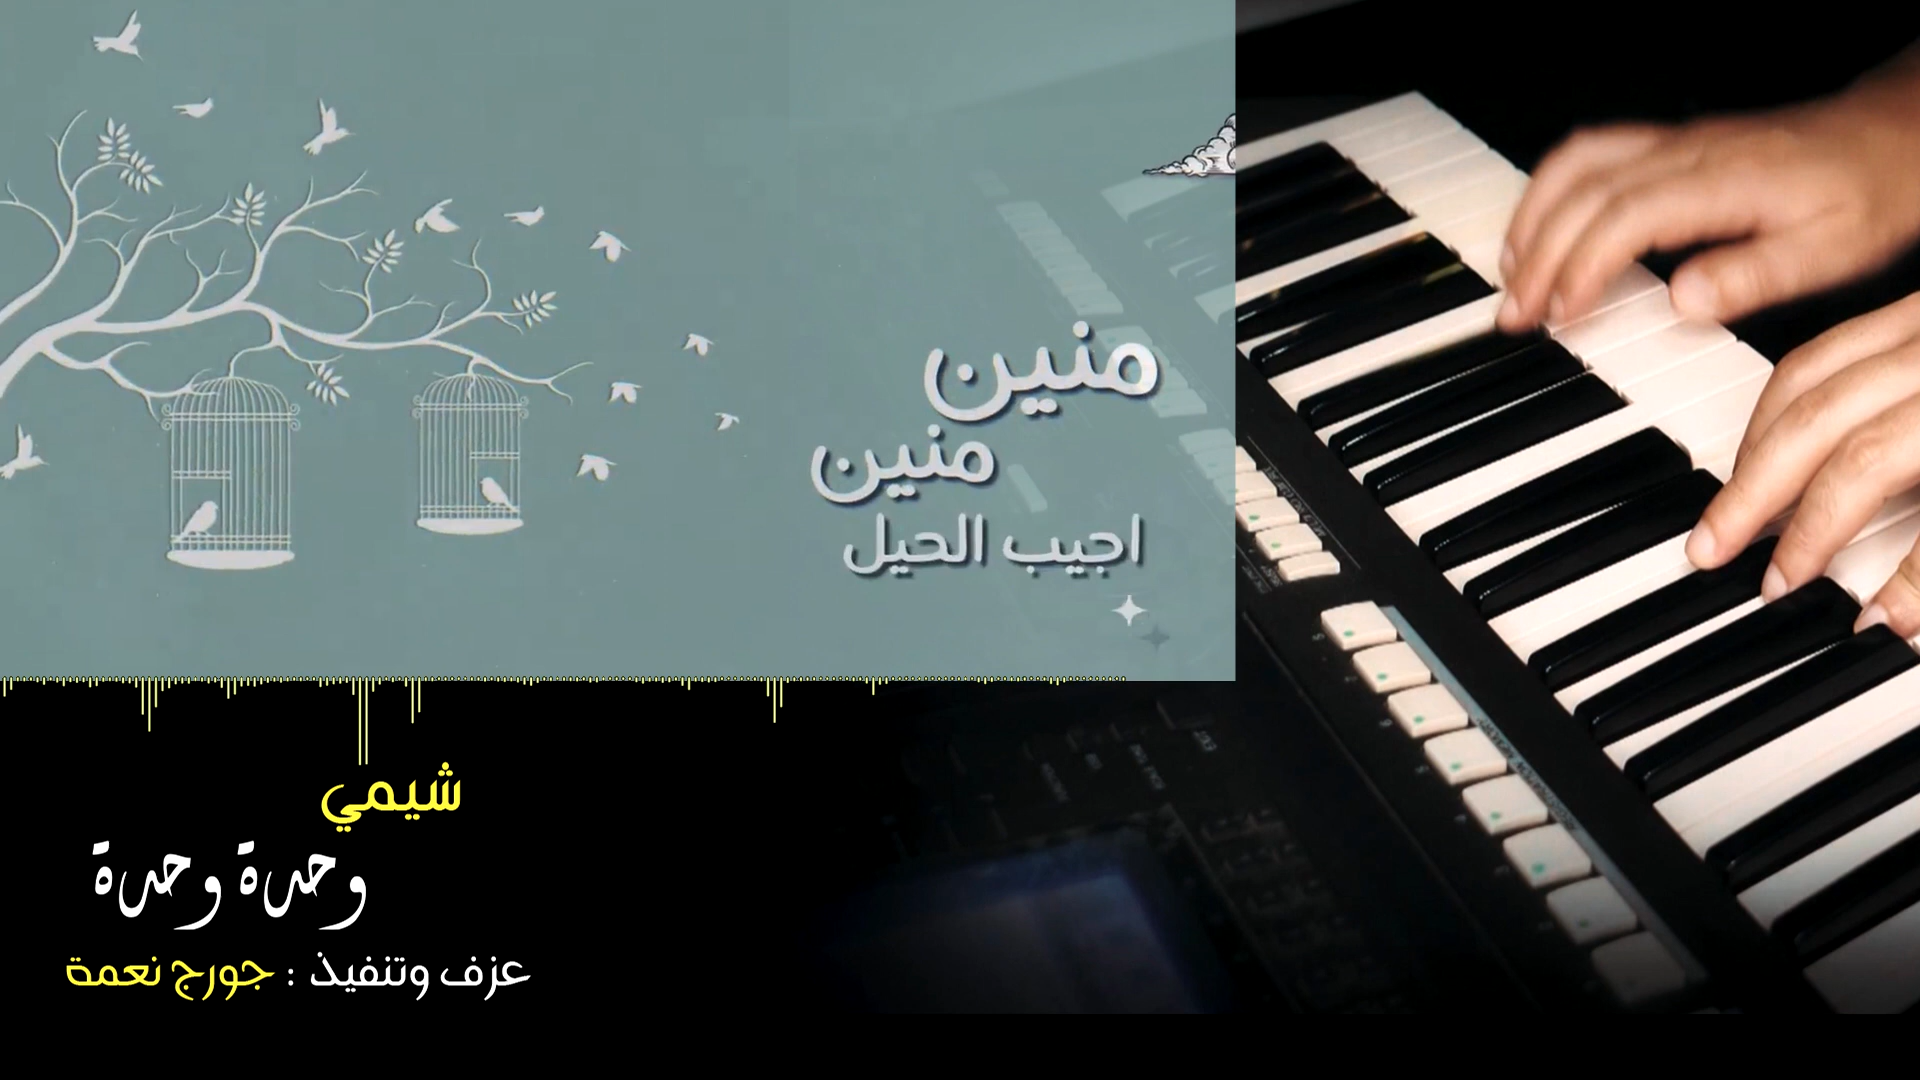 منين
منين
اجيب الحيل
شيمي
وحدة وحدة
عزف وتنفيذ : جورج نعمة